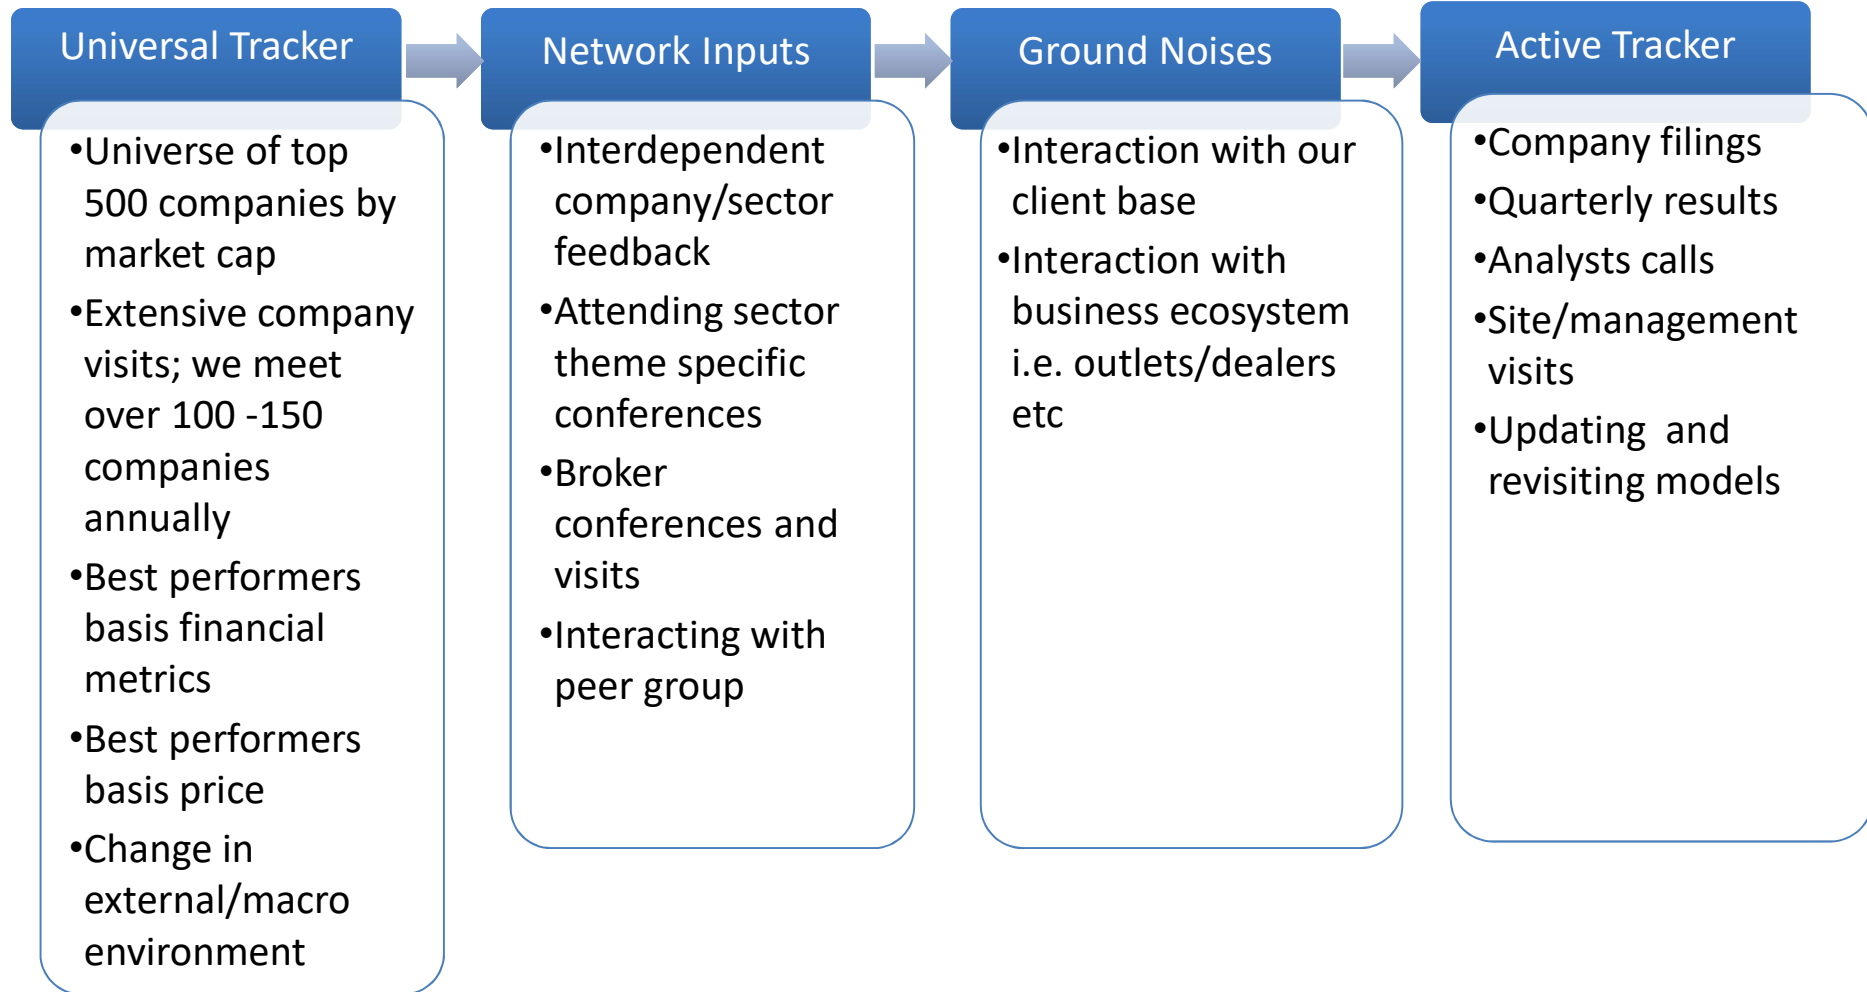 Universal Tracker
•Universe of top
500 companies by
market cap
•Extensive company
visits; we meet
over 100 -150
companies
annually
•Best performers
basis financial
metrics
•Best performers
basis price
•Change in
external/macro
environment
Network Inputs
•Interdependent
company/sector
feedback
•Attending sector
theme specific
conferences
•Broker
conferences and
visits
•Interacting with
peer group
Ground Noises
•Interaction with our
client base
•Interaction with
business ecosystem
i.e. outlets/dealers
etc
Active Tracker
•Company filings
•Quarterly results
•Analysts calls
•Site/management
visits
•Updating  and
revisiting models